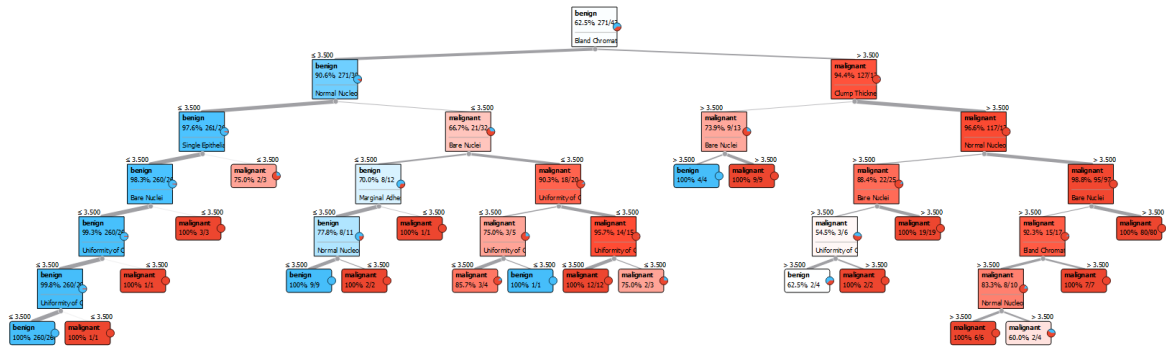 benign
62.5% 271/4
Bland Chromat
≤ 3.500
> 3.500
benign
90.6% 271/3
Normal Nucleo
malignant
94.4% 127/1
Clump Thickne
≤ 3.500
≤ 3.500
> 3.500
> 3.500
benign
97.6% 261/2
Single Epithelia
malignant
66.7% 21/32
Bare Nuclei
malignant
73.9% 9/13
Bare Nuclei
malignant
96.6% 117/1
Normal Nucleo
≤ 3.500
≤ 3.500
≤ 3.500
≤ 3.500
> 3.500
> 3.500
> 3.500
> 3.500
benign
98.3% 260/2
Bare Nuclei
malignant
75.0% 2/3
benign
70.0% 8/12
Marginal Adhe
malignant
90.3% 18/20
Uniformity of C
benign
100% 4/4
malignant
100% 9/9
malignant
88.4% 22/25
Bare Nuclei
malignant
98.8% 95/97
Bare Nuclei
≤ 3.500
≤ 3.500
≤ 3.500
≤ 3.500
≤ 3.500
≤ 3.500
> 3.500
> 3.500
> 3.500
> 3.500
benign
99.3% 260/2
Uniformity of C
malignant
100% 3/3
benign
77.8% 8/11
Normal Nucleo
malignant
100% 1/1
malignant
75.0% 3/5
Uniformity of C
malignant
95.7% 14/15
Uniformity of C
malignant
54.5% 3/6
Uniformity of C
malignant
100% 19/19
malignant
92.3% 15/17
Bland Chromat
malignant
100% 80/80
≤ 3.500
≤ 3.500
≤ 3.500
≤ 3.500
≤ 3.500
≤ 3.500
≤ 3.500
≤ 3.500
> 3.500
> 3.500
> 3.500
> 3.500
benign
99.8% 260/2
Uniformity of C
malignant
100% 1/1
benign
100% 9/9
malignant
100% 2/2
malignant
85.7% 3/4
benign
100% 1/1
malignant
100% 12/12
malignant
75.0% 2/3
benign
62.5% 2/4
malignant
100% 2/2
malignant
83.3% 8/10
Normal Nucleo
malignant
100% 7/7
≤ 3.500
≤ 3.500
> 3.500
> 3.500
benign
100% 260/26
malignant
100% 1/1
malignant
100% 6/6
malignant
60.0% 2/4